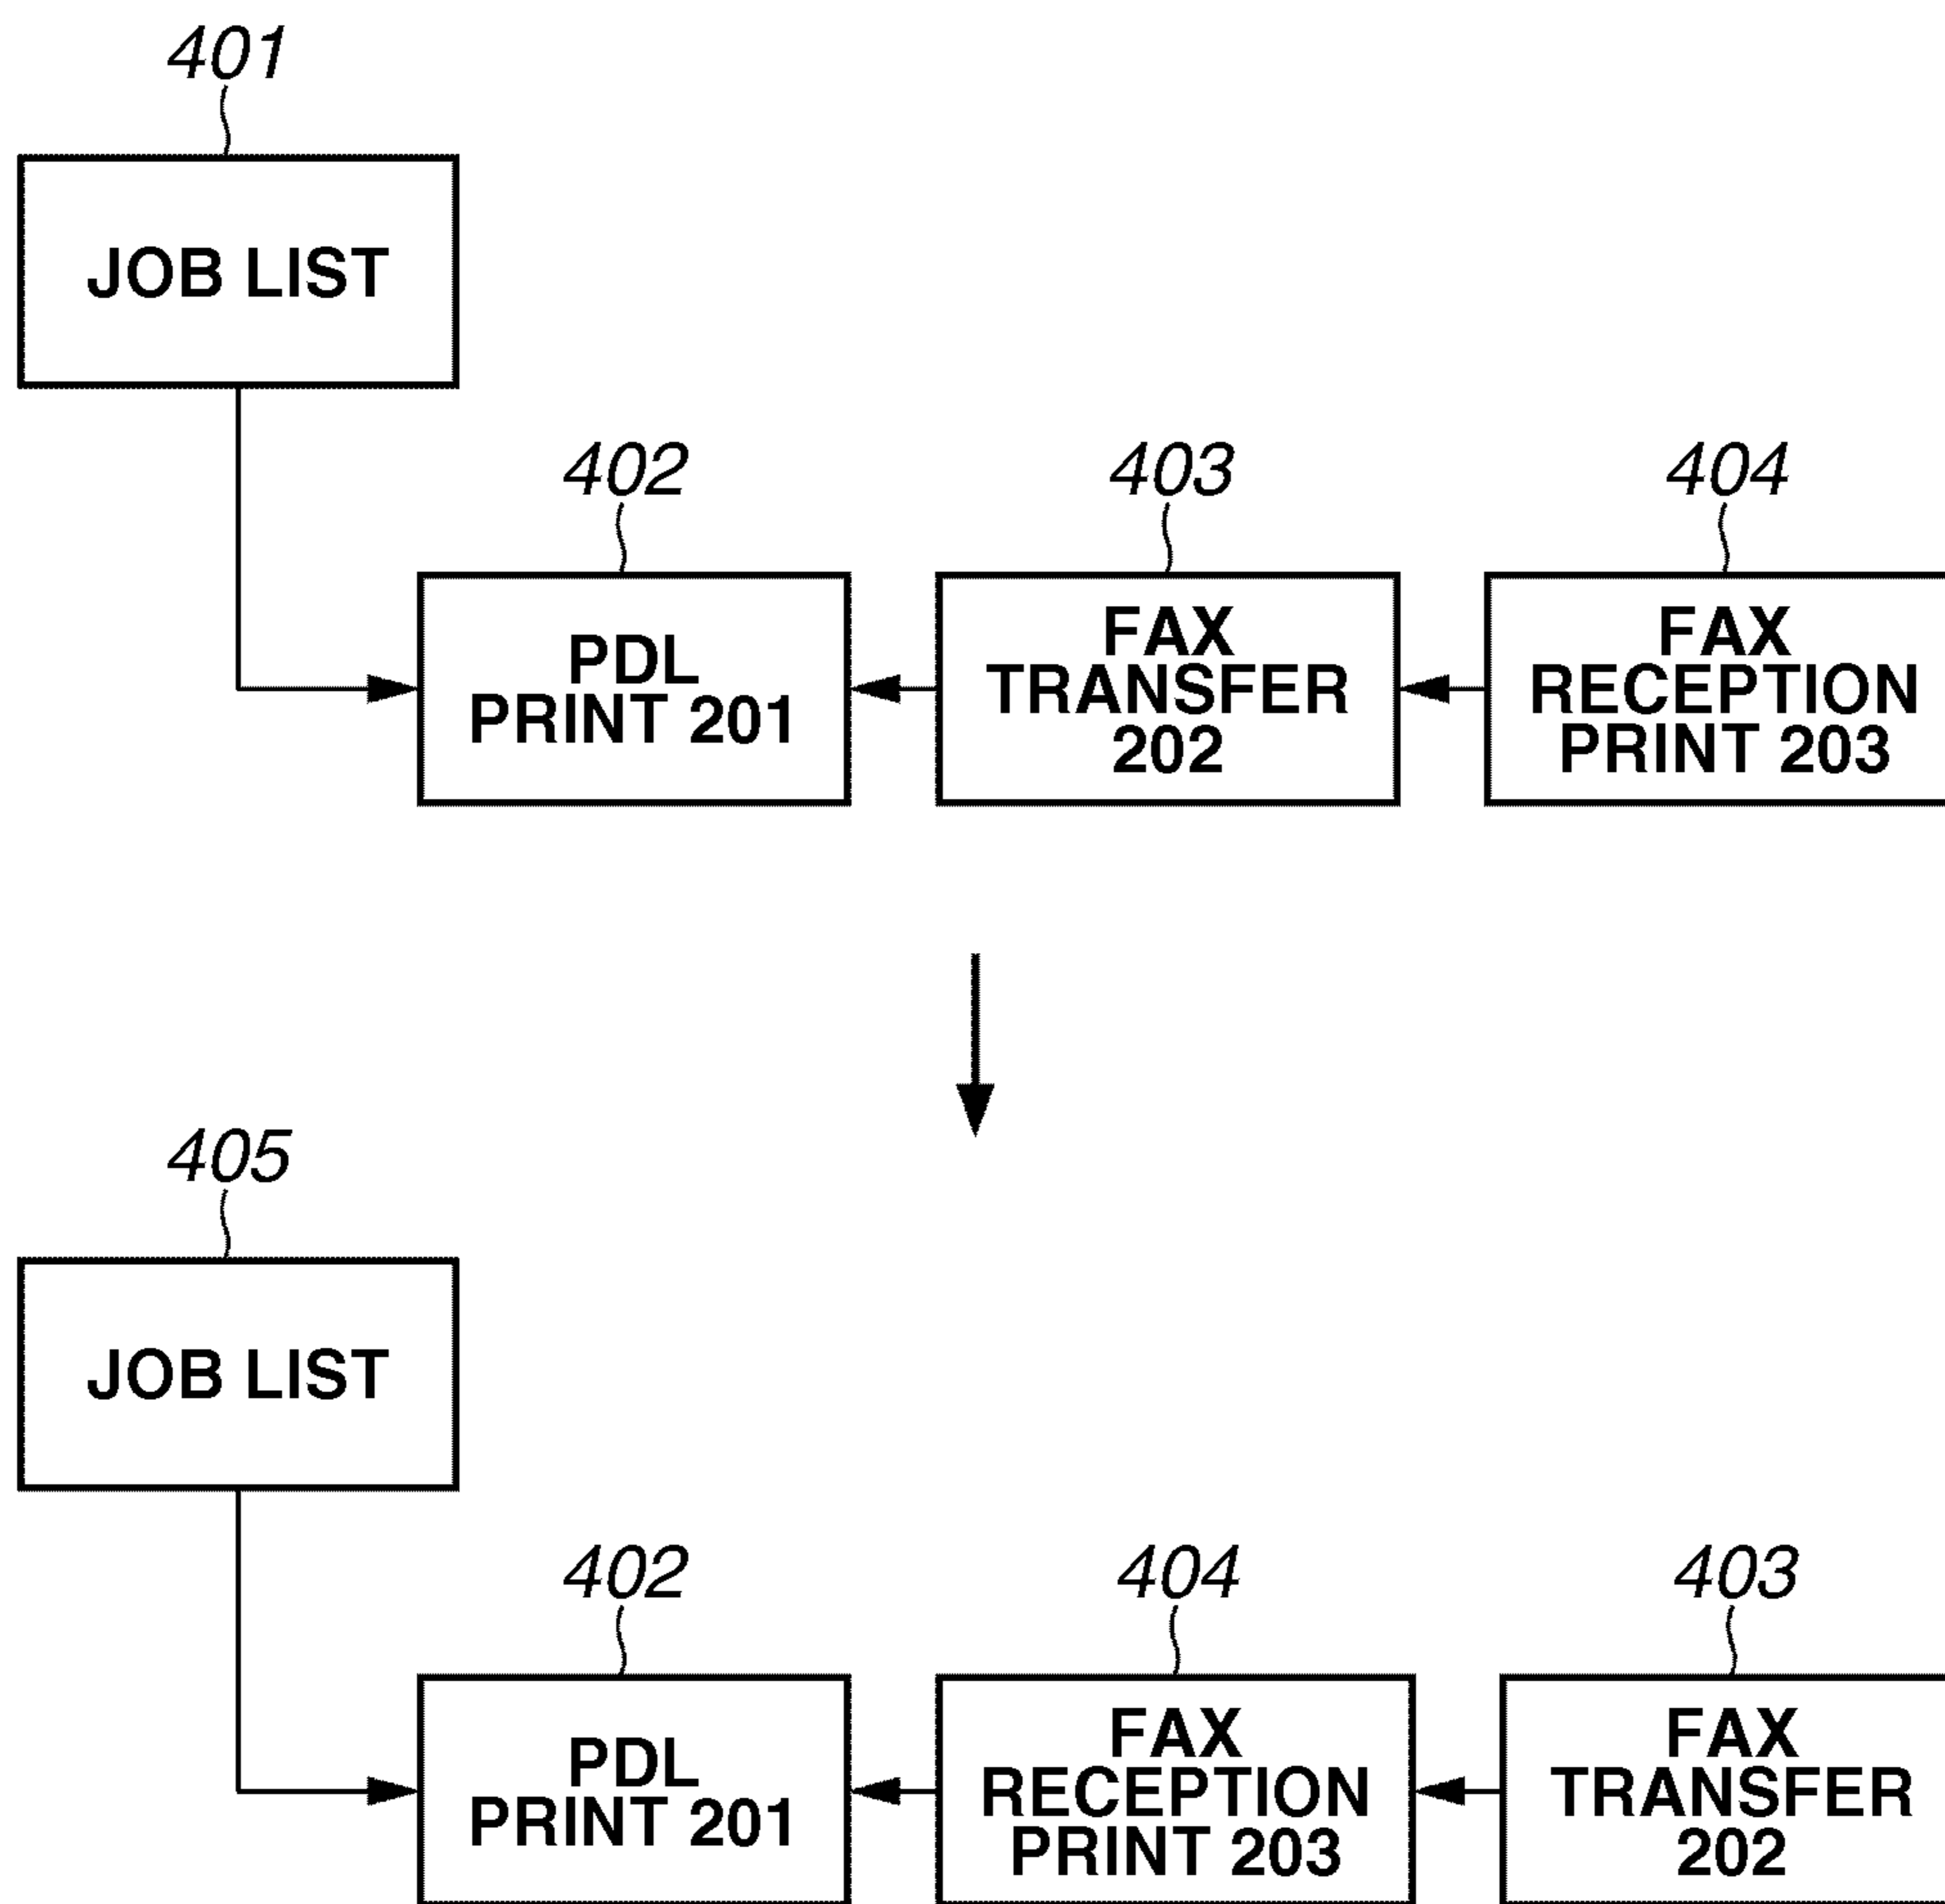 401
JOB LIST
402
403
404
PDL
PRINT 201
FAX
TRANSFER
202
FAX
RECEPTION
PRINT 203
405
JOB LIST
402
404
403
PDL
PRINT 201
FAX
RECEPTION
PRINT 203
FAX
TRANSFER
202